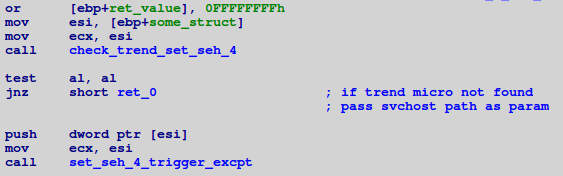 or [ebp+ret_value], 0FFFFFFFFh
mov esi, [ebp+some_struct]
mov ecx, esi
call check_trend_set_seh_4
test al, al
jnz short ret_0 ; if trend micro not found
; pass svchost path as param
push dword ptr [esi]
mov ecx, esi
call set_seh_4_trigger_excpt